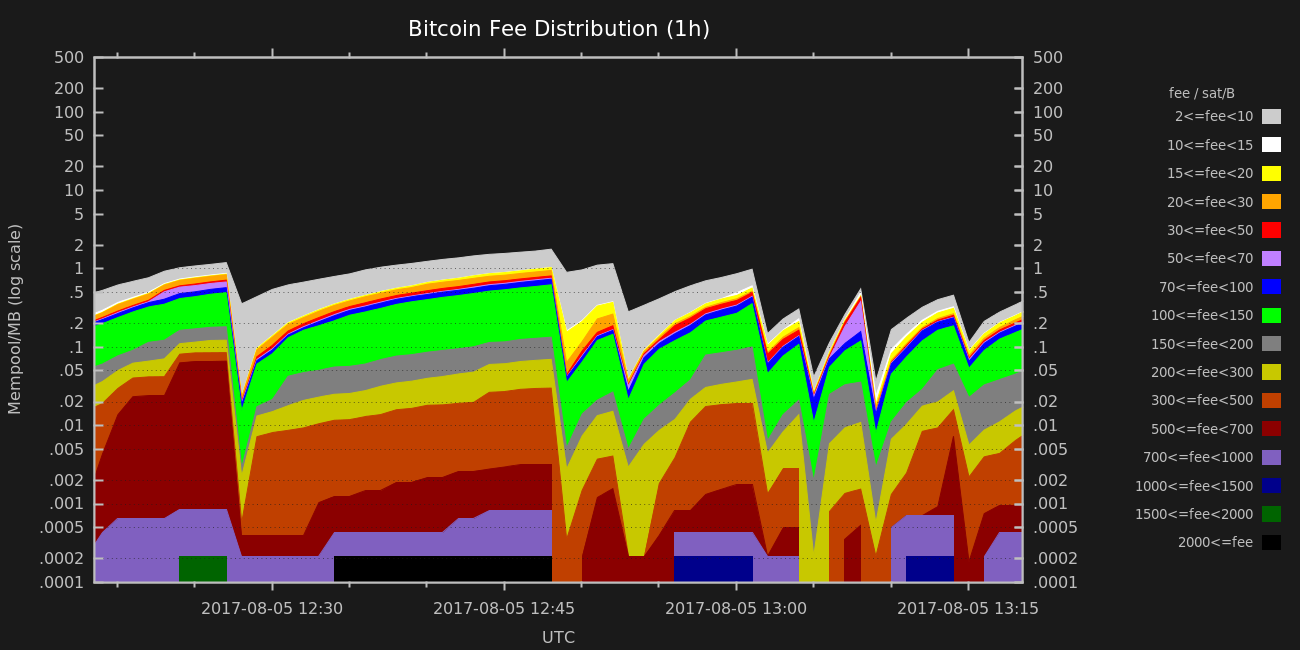 Bitcoin Fee Distribution (1h)
Mempool/MB (log scale)
500
200
100
50
20
10
5
2
1
.5
.2
.1
.05
.02
.01
.005
.002
.001
.0005
.0002
.0001
500
200
100
50
20
10
5
2
1
.5
.2
.1
.05
.02
.01
.005
.002
.001
.0005
.0002
.0001
2017-08-05 12:30
2017-08-05 12:45
2017-08-05 13:00
2017-08-05 13:15
UTC
fee / sat/B
2<=fee<10
10<=fee<15
15<=fee<20
20<=fee<30
30<=fee<50
50<=fee<70
70<=fee<100
100<=fee<150
150<=fee<200
200<=fee<300
300<=fee<500
500<=fee<700
700<=fee<1000
1000<=fee<1500
1500<=fee<2000
2000<=fee